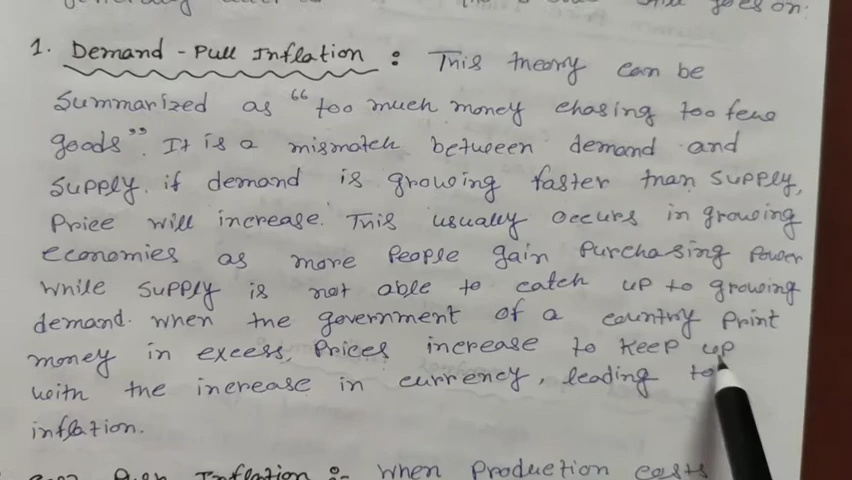 goes on.
1. Demand - Pull Inflation : This theory can be
Summarized as “too much money chasing too few
goods”. It is a mismatch between demand and
supply. if demand is growing faster than supply,
Price will increase. This usually occurs in growing
economies as more People gain Purchasing Power
while supply is not able to catch up to growing
demand. when the government of a country Print
money in excess, Prices increase to keep up
with the increase in currency, leading to
inflation.
Push Inflation :- When Production costs